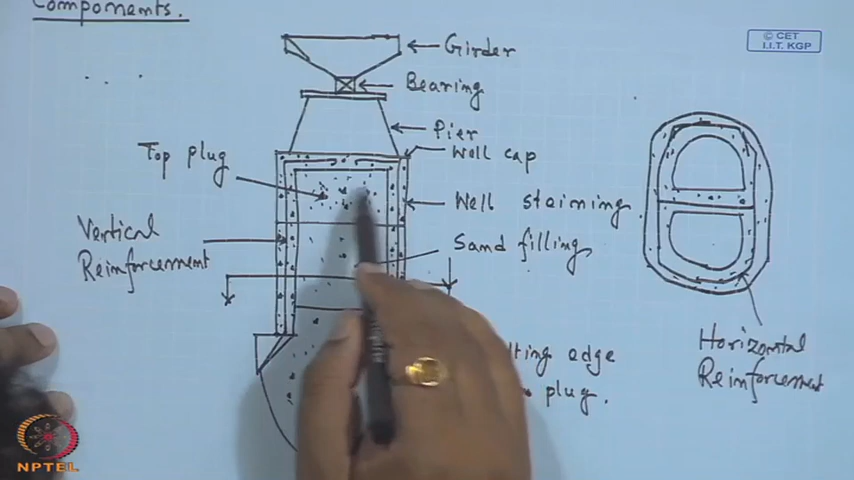 Components.
© CET
I.I.T. KGP
Girder
Bearing
Pier
Well cap
Top plug
Well staining
Vertical
Reinforcement
Sand filling
edge
plug.
Horizontal
Reinforcement
NPTEL